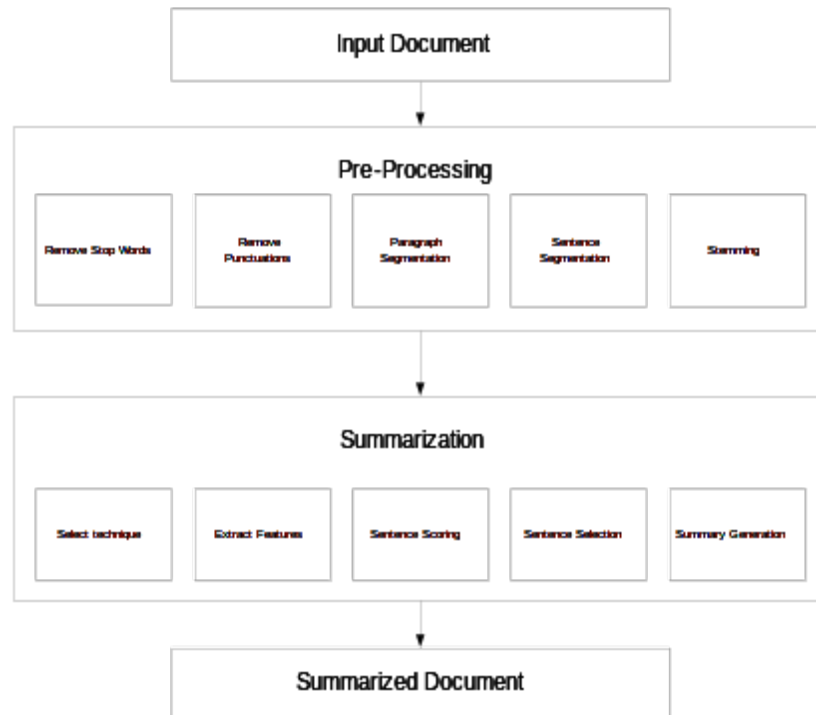 Input Document
Pre-Processing
Remove Stop Words
Remove
Punctuations
Paragraph
Segmentation
Sentence
Segmentation
Stemming
Summarization
Select technique
Extract Features
Sentence Scoring
Sentence Selection
Summary Generation
Summarized Document